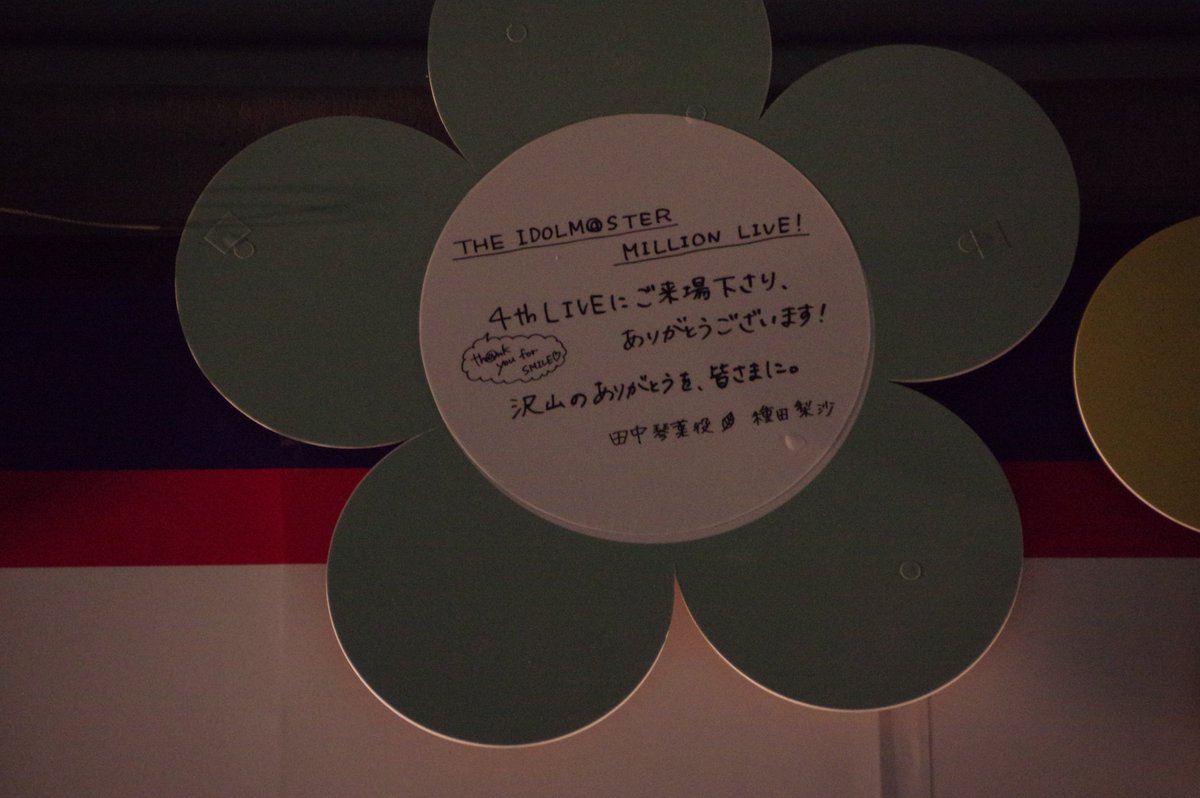 THE IDOLM@STER
MILLION LIVE!
4th LIVEにご来場下さり、
ありがとうございます!
th@nk
you for
SMILE♡
沢山のありがとうを、皆さまに。
田中琴葉役 種田梨沙